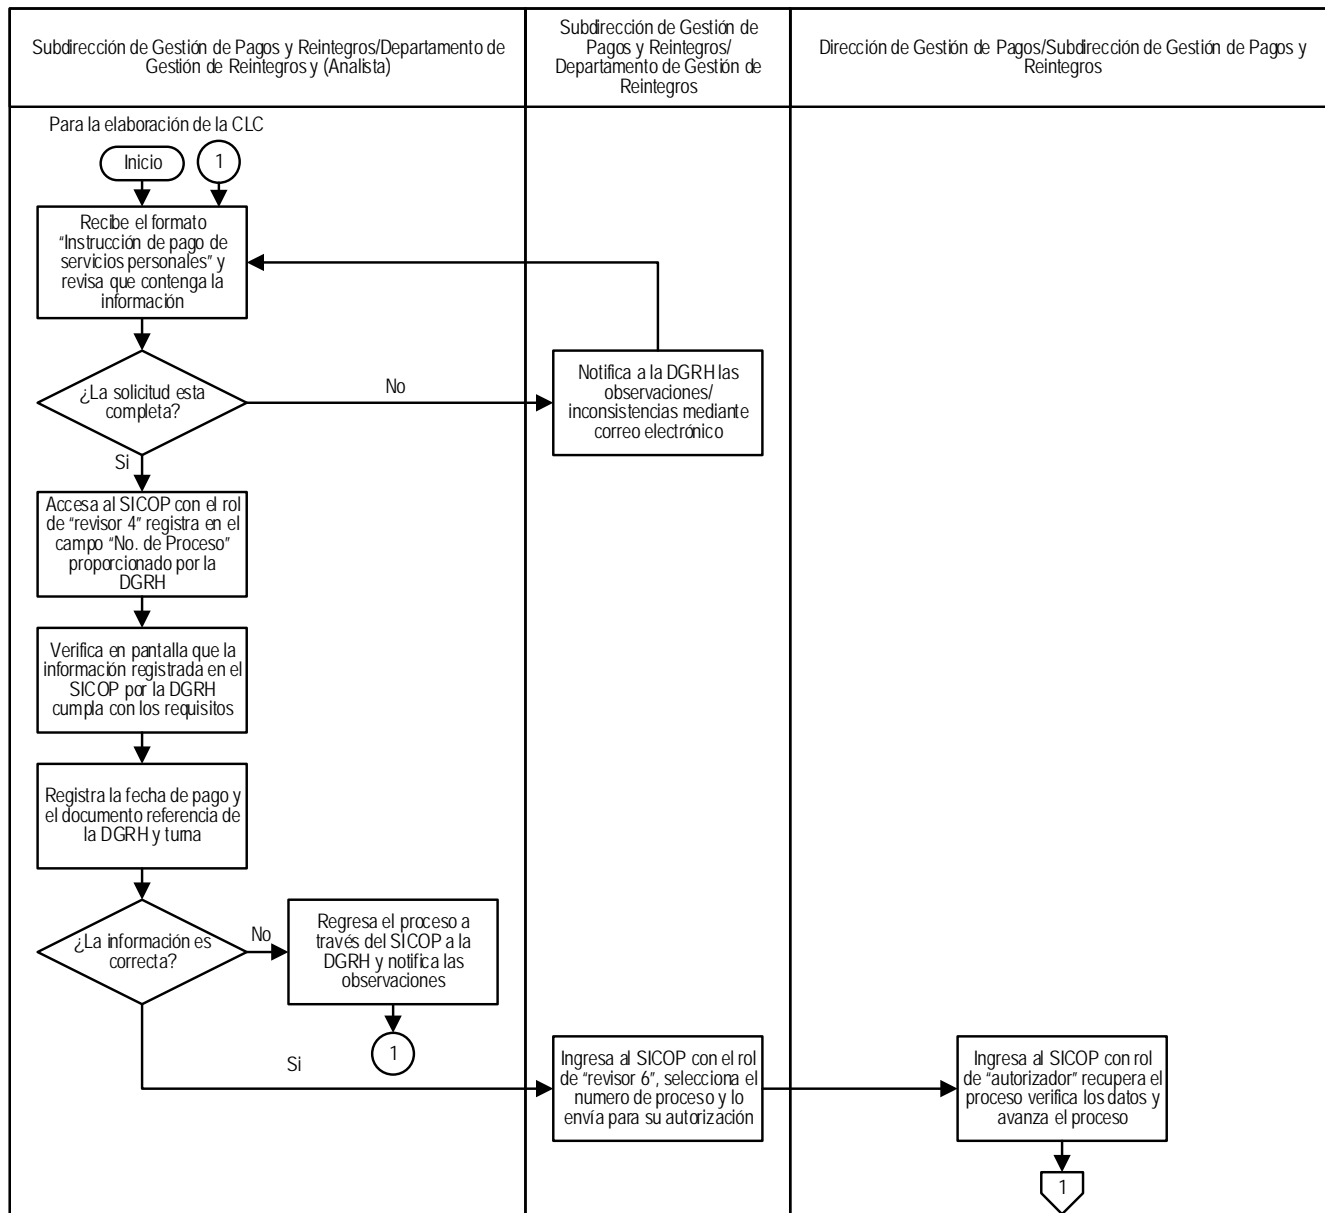 Subdirección de Gestión de Pagos y Reintegros/Departamento de
Gestión de Reintegros y (Analista)
Subdirección de Gestión de
Pagos y Reintegros/
Departamento de Gestión de
Reintegros
Dirección de Gestión de Pagos/Subdirección de Gestión de Pagos y
Reintegros
Para la elaboración de la CLC
Inicio
1
Recibe el formato
“Instrucción de pago de
servicios personales” y
revisa que contenga la
información
¿La solicitud esta
completa?
No
Notifica a la DGRH las
observaciones/
inconsistencias mediante
correo electrónico
Si
Accesa al SICOP con el rol
de “revisor 4” registra en el
campo “No. de Proceso”
proporcionado por la
DGRH
Verifica en pantalla que la
información registrada en el
SICOP por la DGRH
cumpla con los requisitos
Registra la fecha de pago y
el documento referencia de
la DGRH y turna
¿La información es
correcta?
No
Regresa el proceso a
través del SICOP a la
DGRH y notifica las
observaciones
1
Si
Ingresa al SICOP con el rol
de “revisor 6”, selecciona el
numero de proceso y lo
envía para su autorización
Ingresa al SICOP con rol
de “autorizador” recupera el
proceso verifica los datos y
avanza el proceso
1